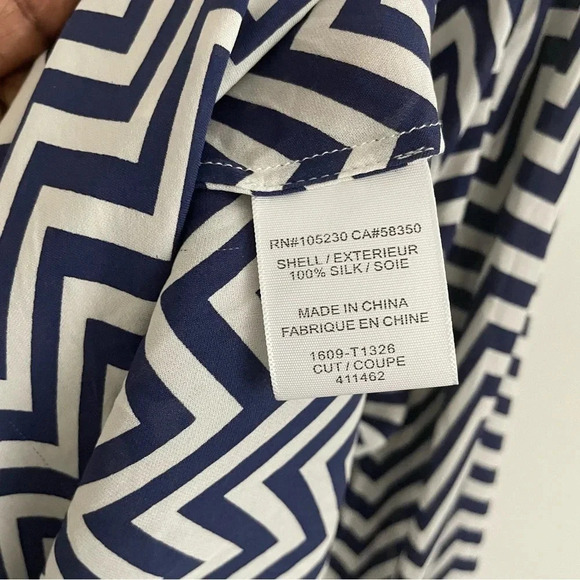 RN#105230 CA#58350
SHELL / EXTERIEUR
100% SILK / SOIE
MADE IN CHINA
FABRIQUE EN CHINE
1609-T1326
CUT / COUPE
411462